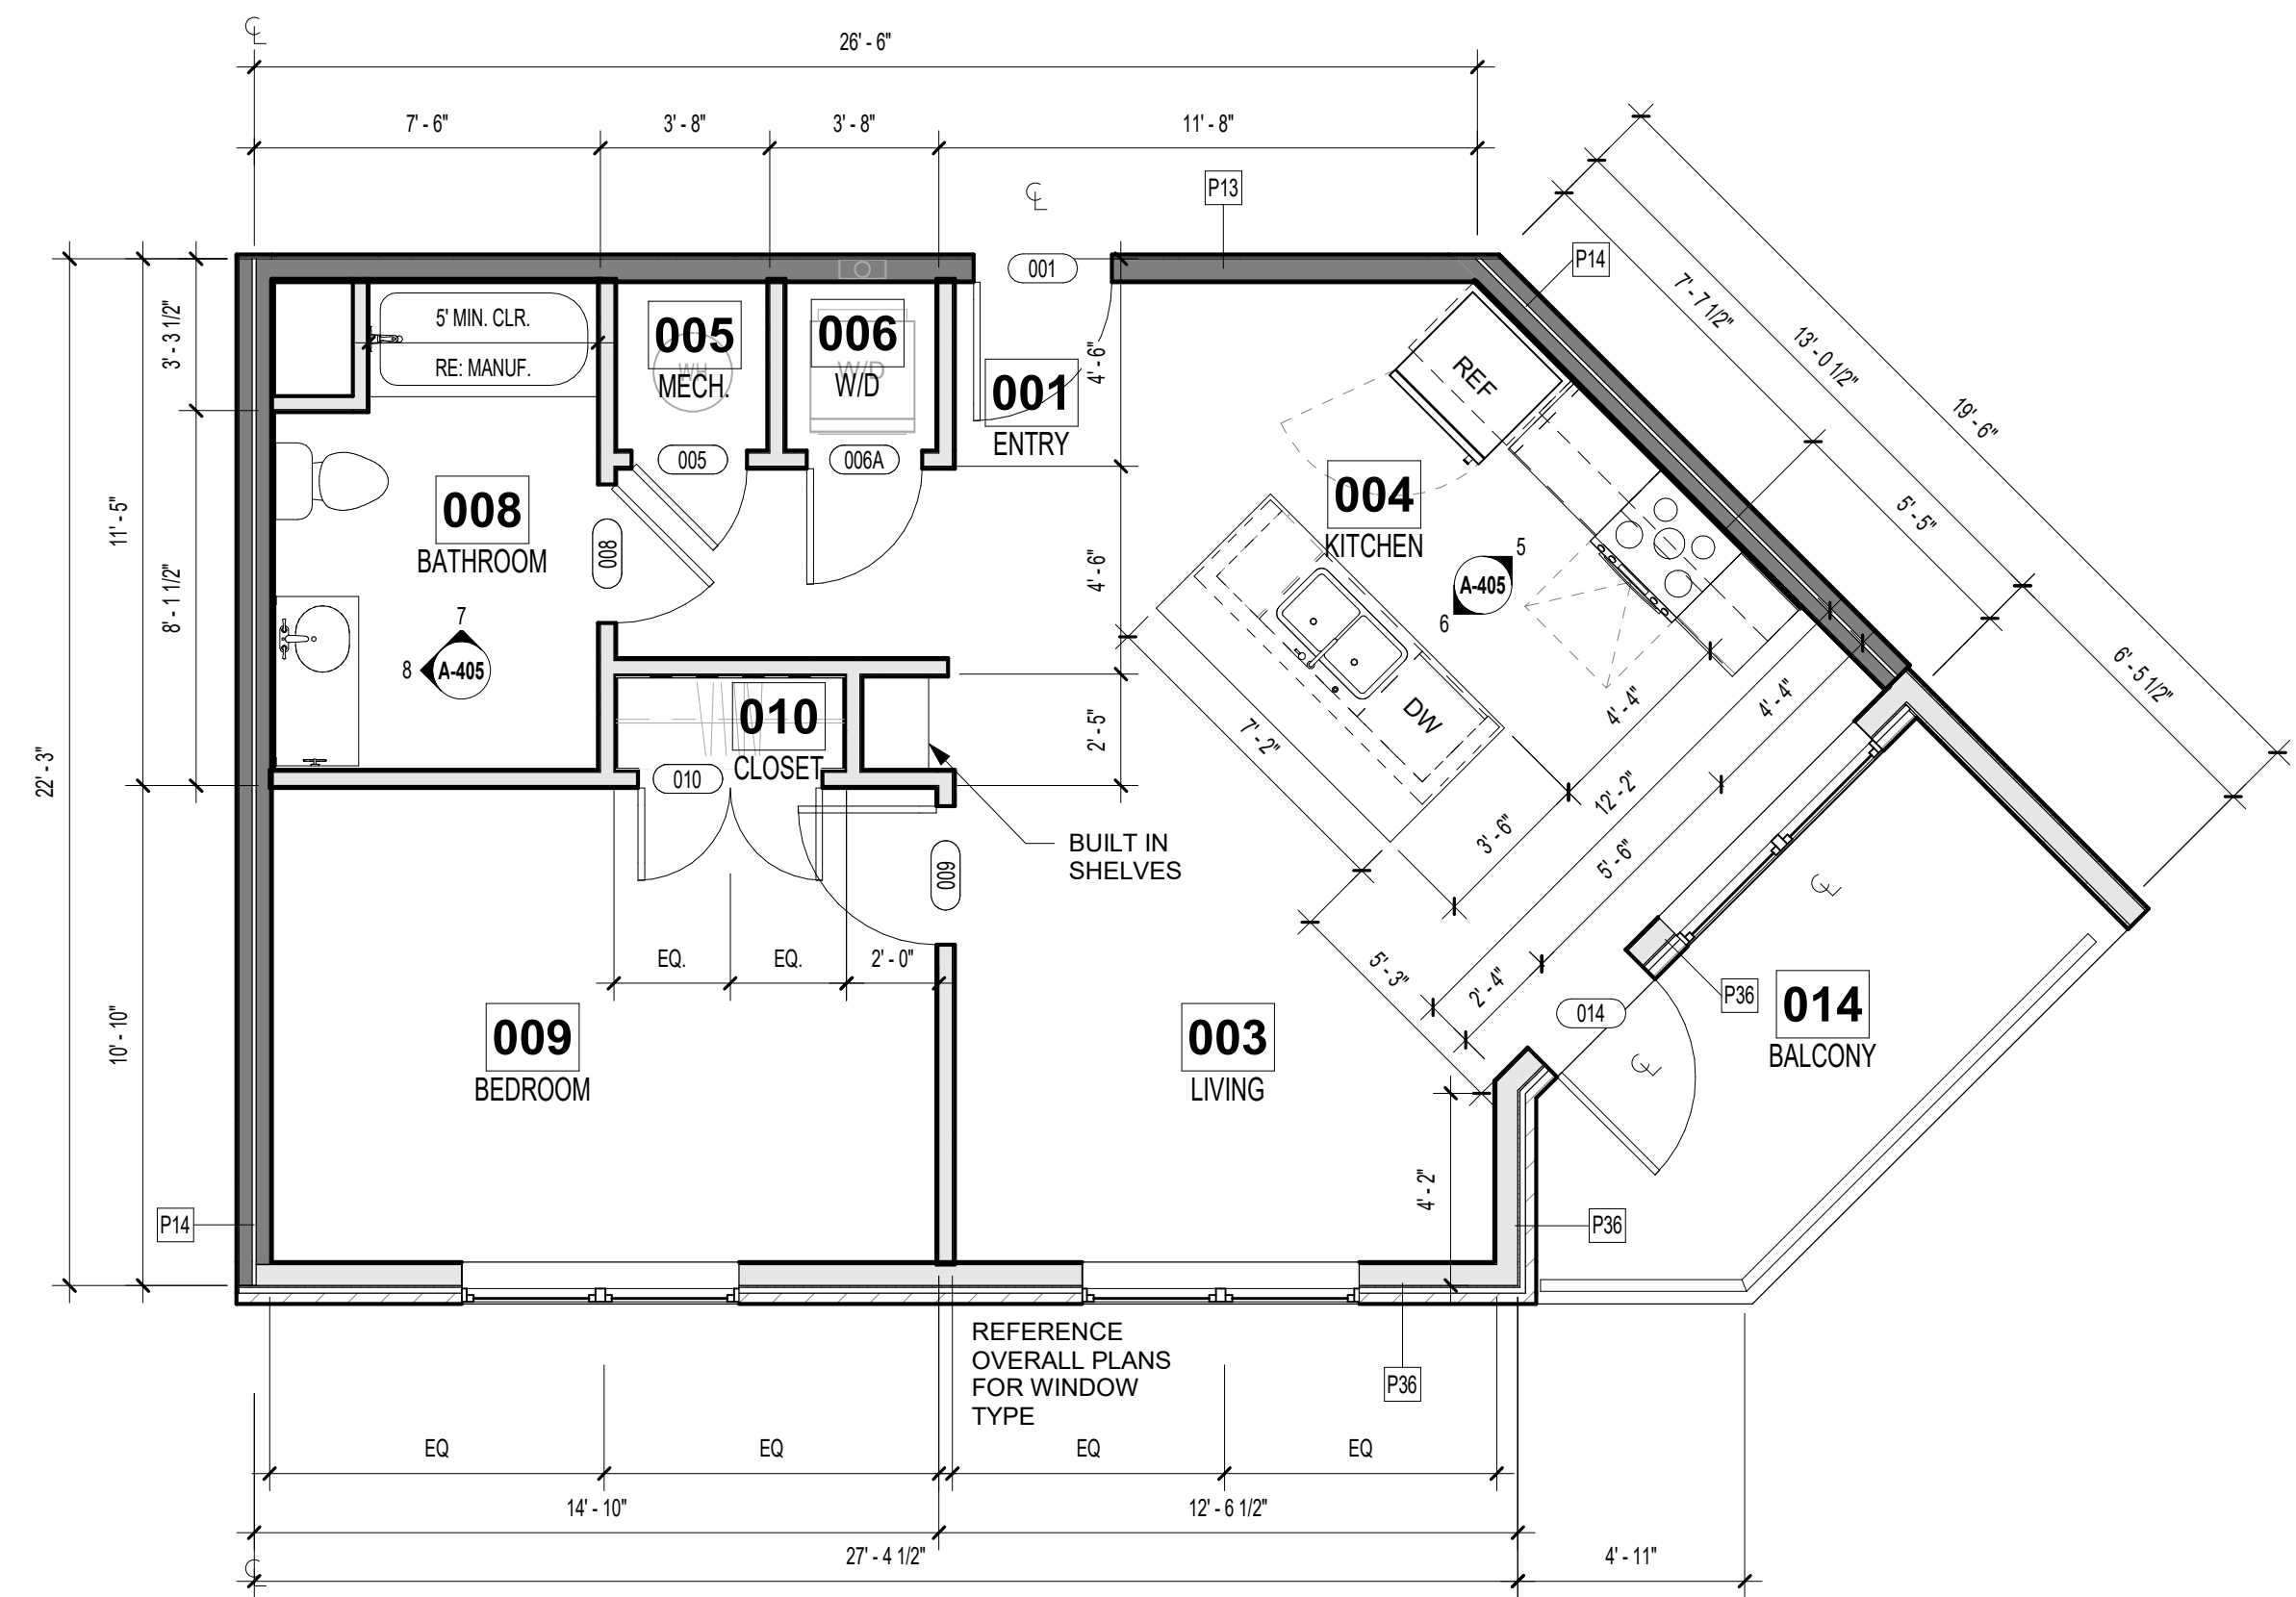 ℄
26' - 6"
7' - 6"
3' - 8"
3' - 8"
11' - 8"
℄
P13
001
P14
7' - 7 1/2"
13' - 0 1/2"
19' - 6"
5' - 5"
6' - 5 1/2"
22' - 3"
11' - 5"
3' - 3 1/2"
8' - 1 1/2"
10' - 10"
5' MIN. CLR.
RE: MANUF.
005
WH
MECH.
006
W/D
W/D
001
ENTRY
4' - 6"
REF
005
006A
008
BATHROOM
008
004
KITCHEN
5
A-405
6
4' - 6"
7
8
A-405
010
CLOSET
010
2' - 5"
DW
7' - 2"
4' - 4"
4' - 4"
12' - 2"
3' - 6"
5' - 6"
BUILT IN
SHELVES
009
℄
EQ.
EQ.
2' - 0"
5' - 3"
2' - 4"
P36
014
014
BALCONY
009
BEDROOM
003
LIVING
℄
4' - 2"
P14
P36
REFERENCE
OVERALL PLANS
FOR WINDOW
TYPE
P36
EQ
EQ
EQ
EQ
14' - 10"
12' - 6 1/2"
℄
27' - 4 1/2"
4' - 11"